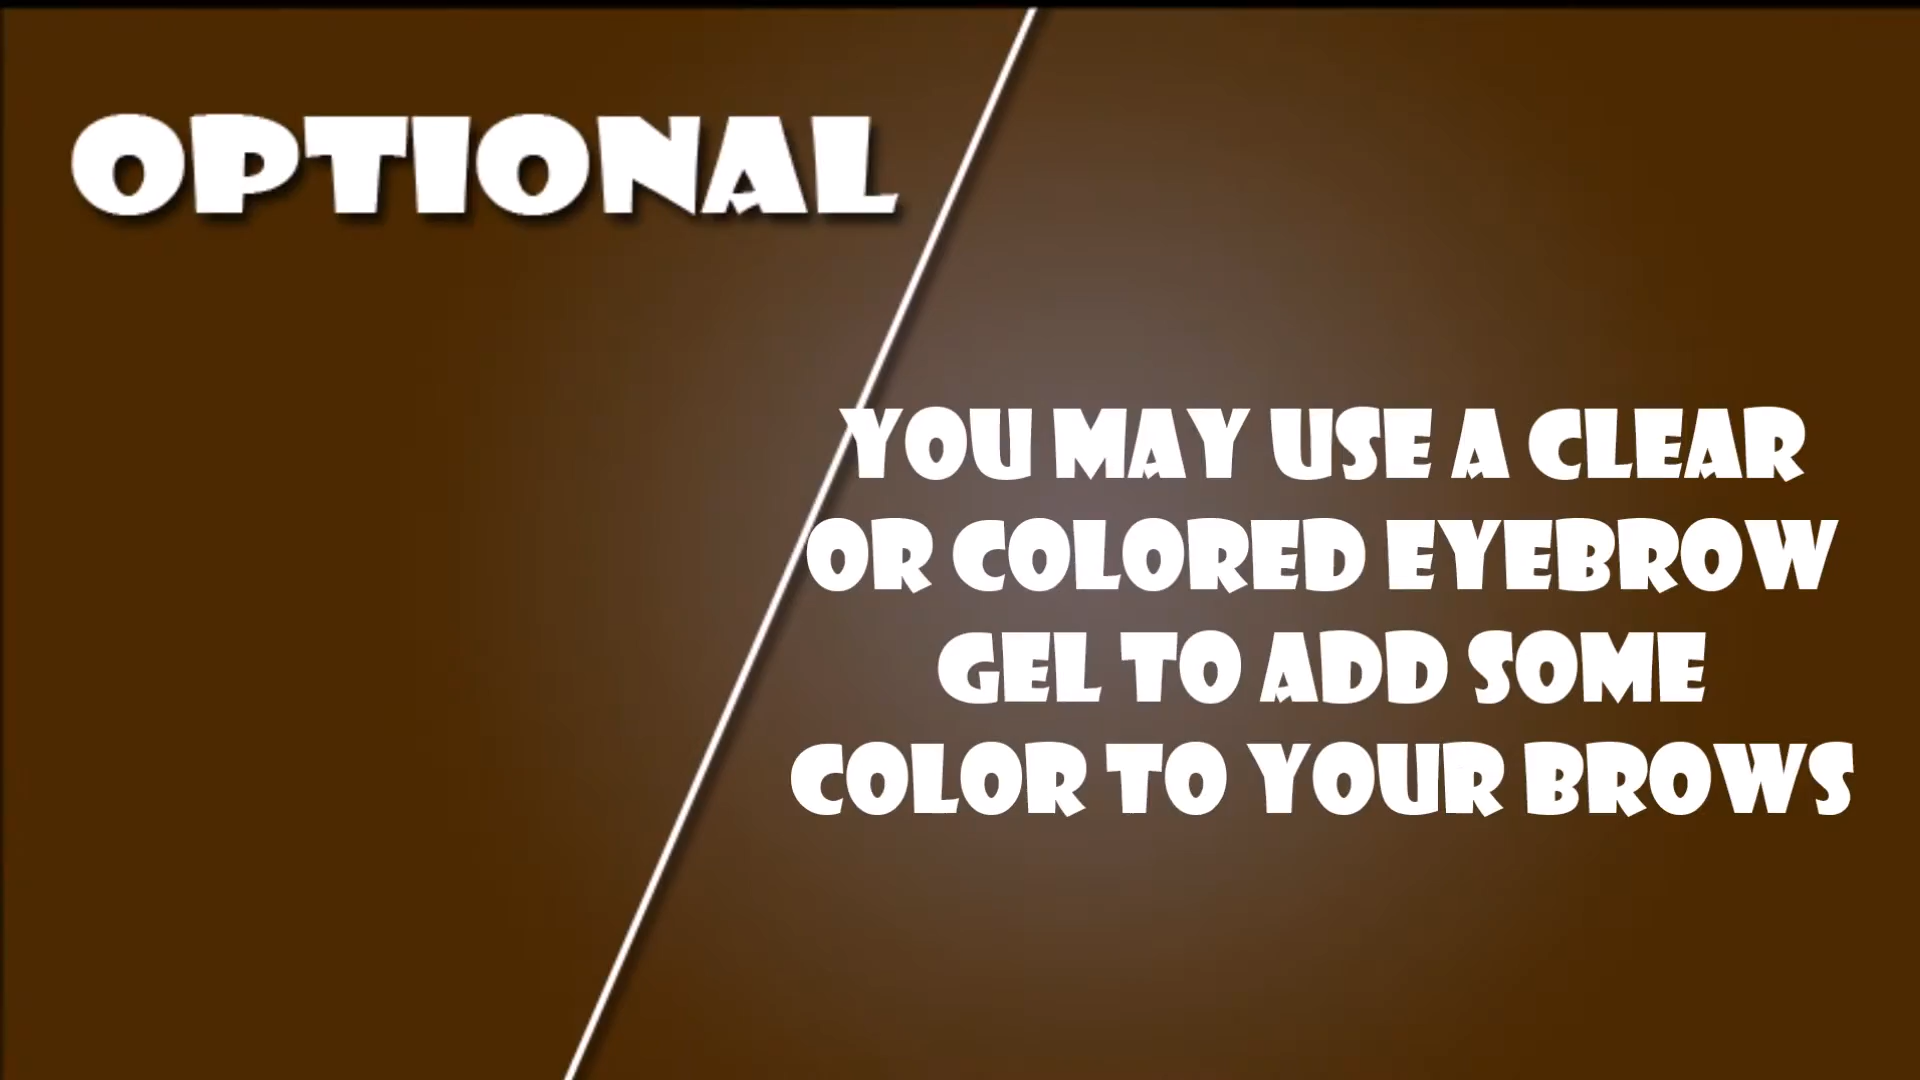 OPTIONAL
YOU MAY USE A CLEAR
OR COLORED EYEBROW
GEL TO ADD SOME
COLOR TO YOUR BROWS